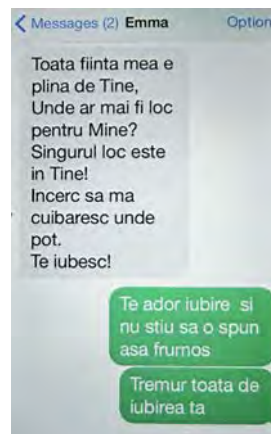 Messages (2) Emma Option
Toata fiinta mea e
plina de Tine,
Unde ar mai fi loc
pentru Mine?
Singurul loc este
in Tine!
Incerc sa ma
cuibaresc unde
pot.
Te iubesc!
Te ador iubire si
nu stiu sa o spun
asa frumos
Tremur toata de
iubirea ta